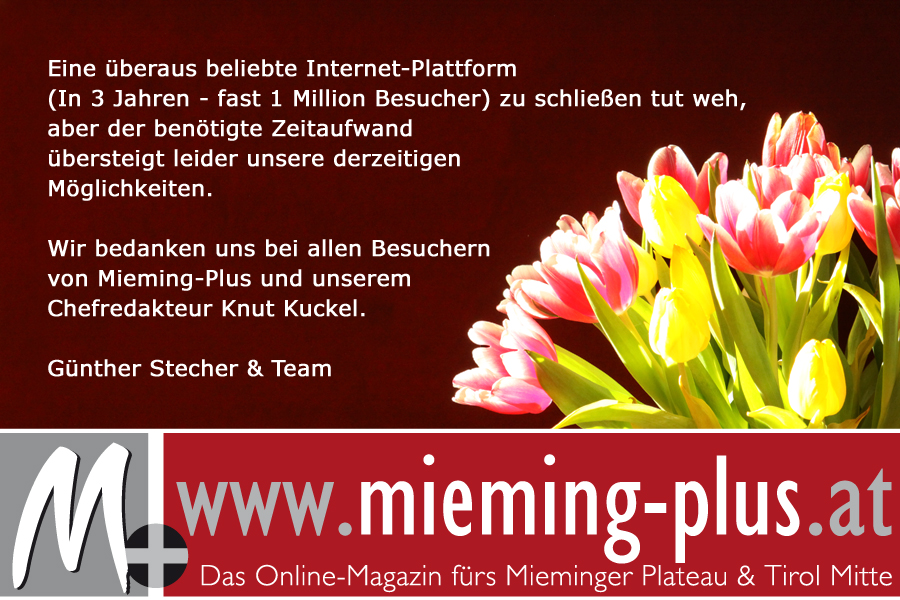 Eine überaus beliebte Internet-Plattform
(In 3 Jahren - fast 1 Million Besucher) zu schließen tut weh,
aber der benötigte Zeitaufwand
übersteigt leider unsere derzeitigen
Möglichkeiten.
Wir bedanken uns bei allen Besuchern
von Mieming-Plus und unserem
Chefredakteur Knut Kuckel.
Günther Stecher & Team
M+
www.mieming-plus.at
Das Online-Magazin fürs Mieminger Plateau & Tirol Mitte